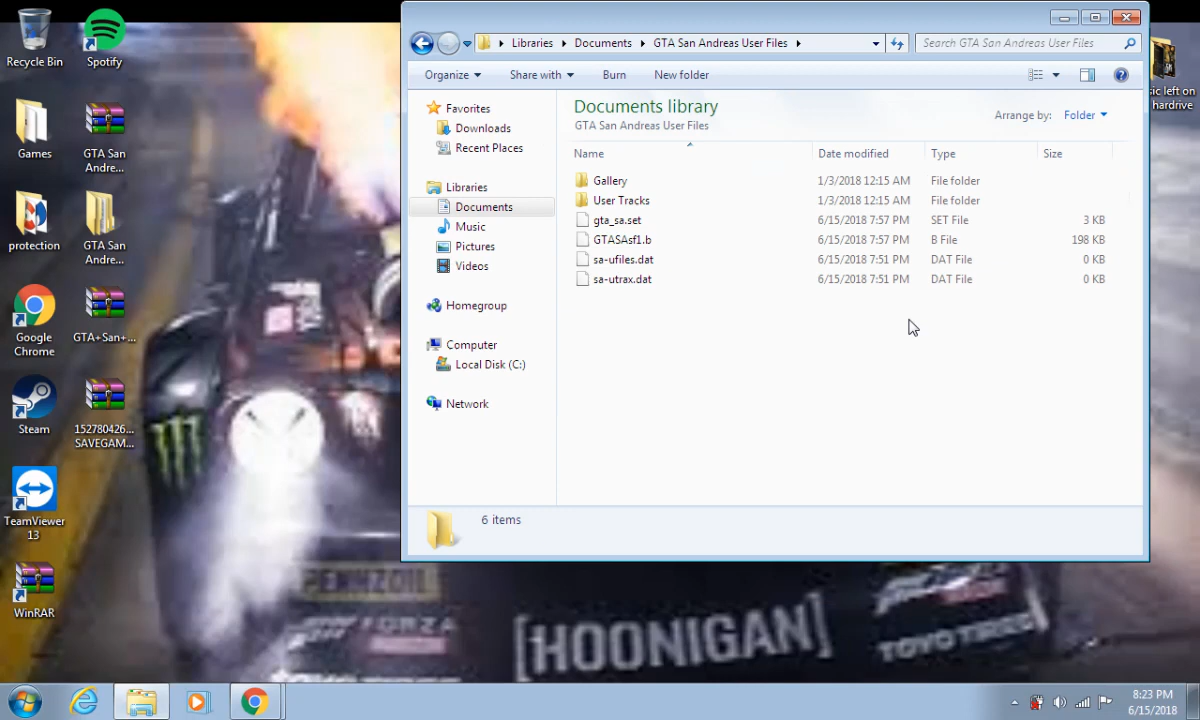 Recycle Bin
Spotify
Games
GTA San
Andre...
protection
GTA San
Andre...
Google
Chrome
GTA+San+...
Steam
152780426...
SAVEGAM...
TeamViewer
13
WinRAR
sic left on
hardrive
Libraries
Documents
GTA San Andreas User Files
Search GTA San Andreas User Files
Organize
Share with
Burn
New folder
Favorites
Downloads
Recent Places
Libraries
Documents
Music
Pictures
Videos
Homegroup
Computer
Local Disk (C:)
Network
Documents library
GTA San Andreas User Files
Arrange by: Folder
Name Date modified Type Size
Gallery 1/3/2018 12:15 AM File folder
User Tracks 1/3/2018 12:15 AM File folder
gta_sa.set 6/15/2018 7:57 PM SET File 3 KB
GTASAsf1.b 6/15/2018 7:57 PM B File 198 KB
sa-ufiles.dat 6/15/2018 7:51 PM DAT File 0 KB
sa-utrax.dat 6/15/2018 7:51 PM DAT File 0 KB
6 items
PENNZOIL
FORZA
[HOONIGAN]
TOYO TIRES
8:23 PM
6/15/2018